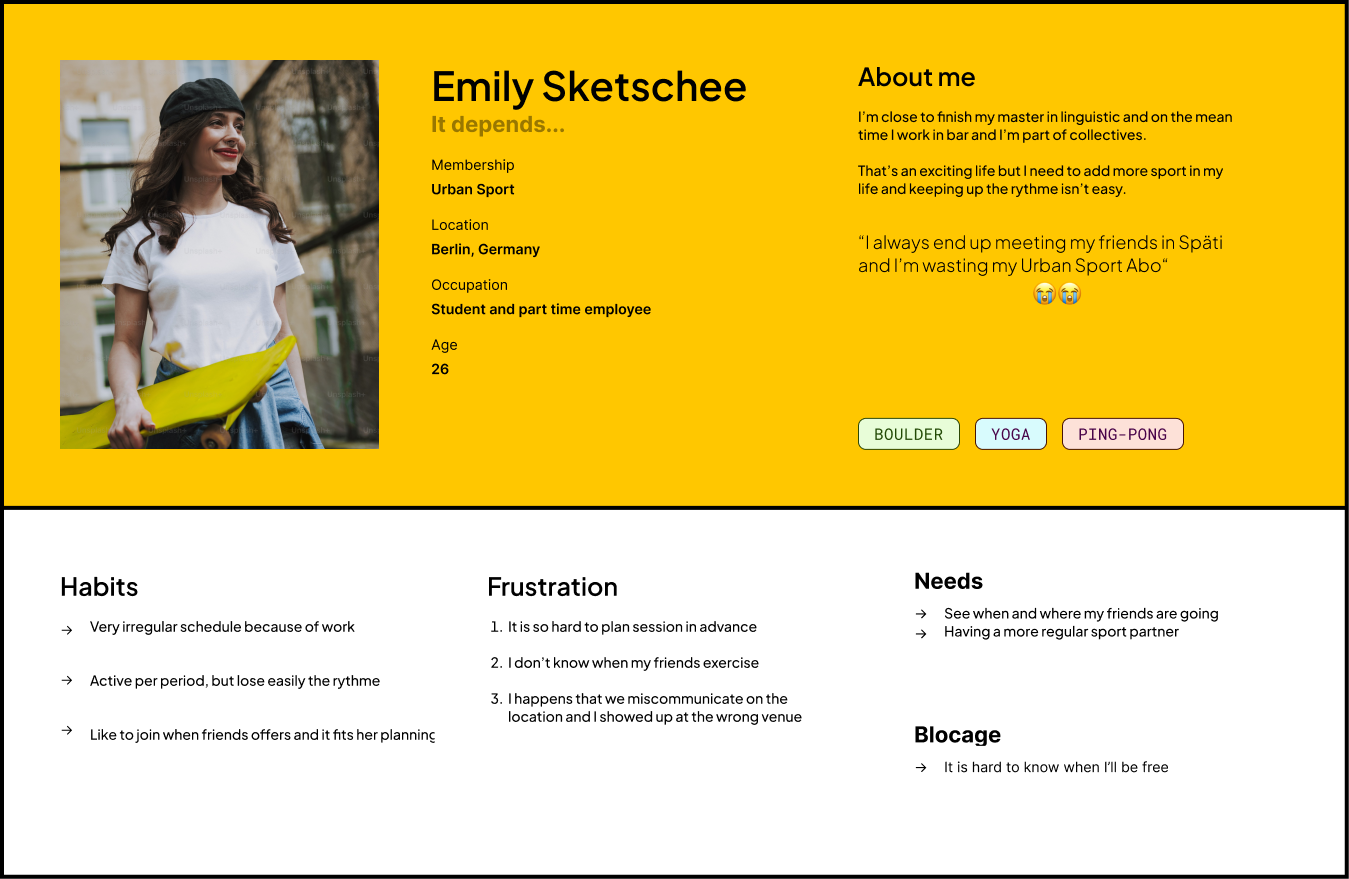 Emily Sketschee
It depends...
Membership
Urban Sport
Location
Berlin, Germany
Occupation
Student and part time employee
Age
26
About me
I’m close to finish my master in linguistic and on the mean
time I work in bar and I’m part of collectives.
That’s an exciting life but I need to add more sport in my
life and keeping up the rythme isn’t easy.
“I always end up meeting my friends in Späti
and I’m wasting my Urban Sport Abo“
😭😭
BOULDER YOGA PING-PONG
Habits
→ Very irregular schedule because of work
→ Active per period, but lose easily the rythme
→ Like to join when friends offers and it fits her planning
Frustration
1. It is so hard to plan session in advance
2. I don’t know when my friends exercise
3. I happens that we miscommunicate on the
location and I showed up at the wrong venue
Needs
→ See when and where my friends are going
→ Having a more regular sport partner
Blocage
→ It is hard to know when I’ll be free